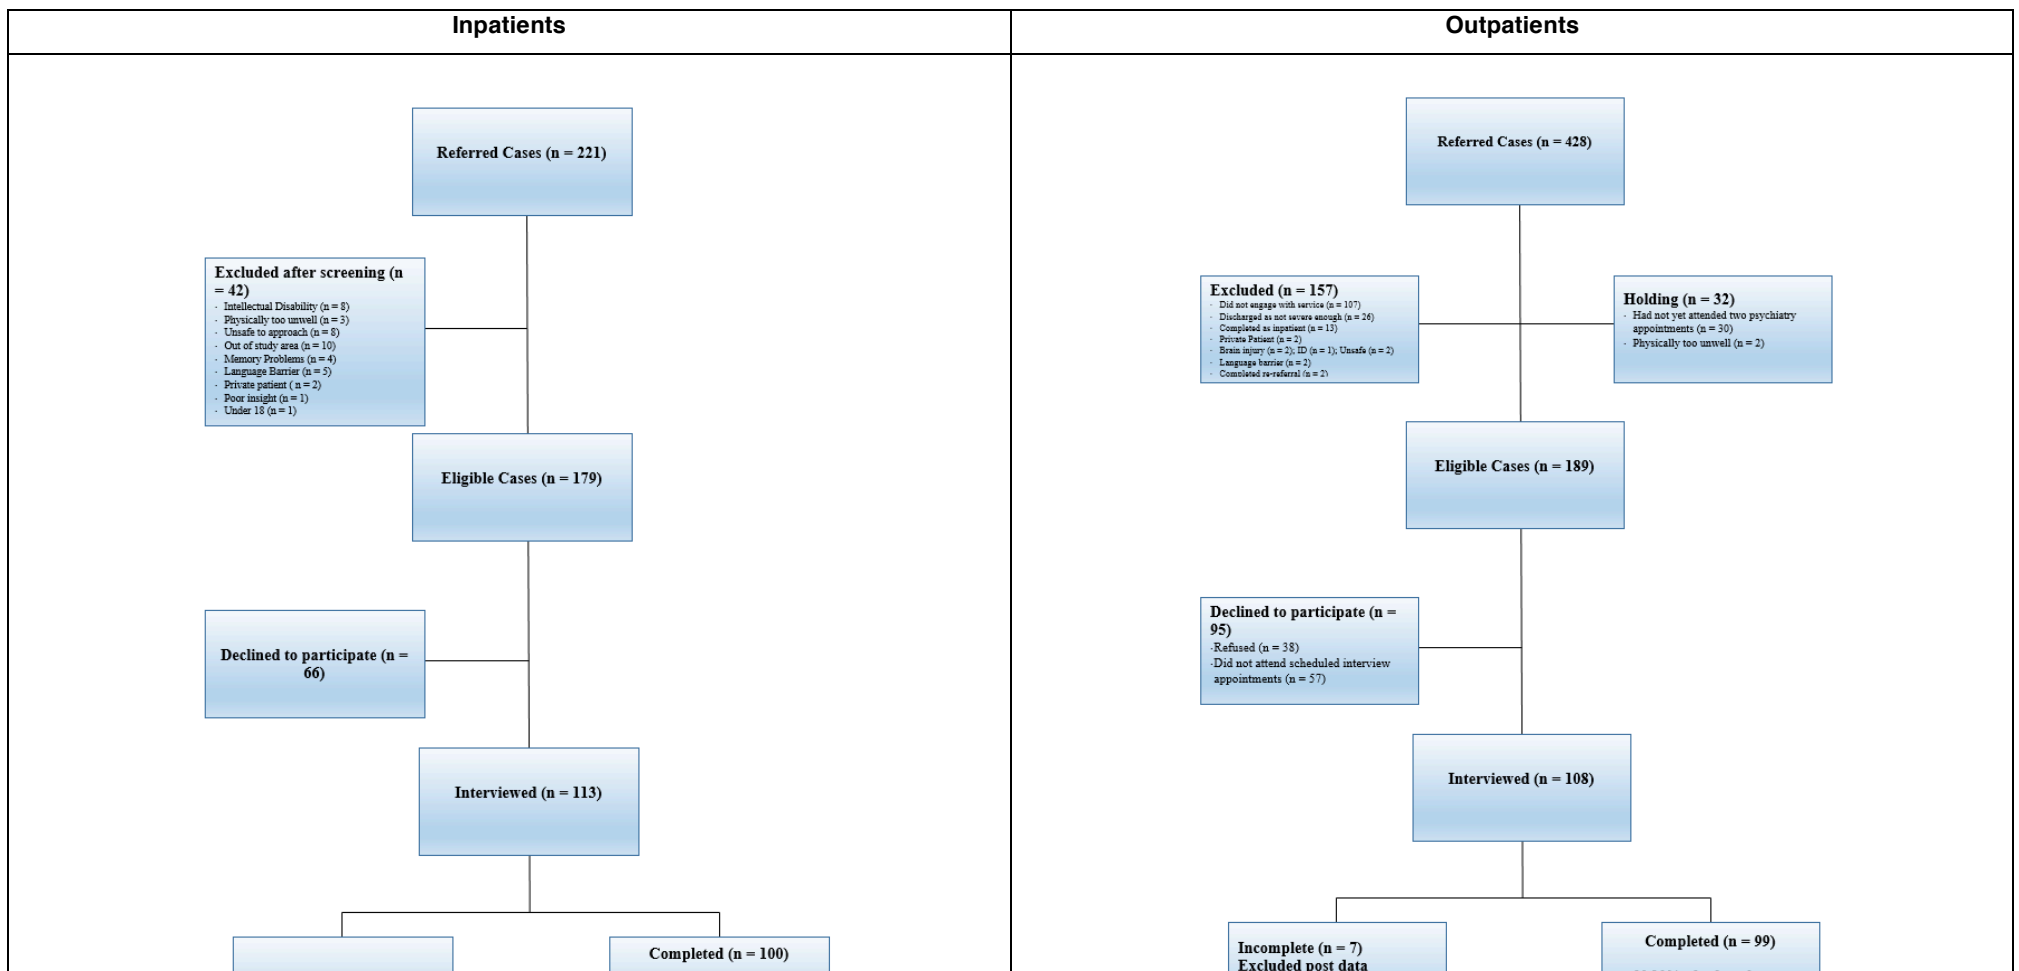 Inpatients
Outpatients
Referred Cases (n = 221)
Excluded after screening (n
= 42)
· Intellectual Disability (n = 8)
· Physically too unwell (n = 3)
· Unsafe to approach (n = 8)
· Out of study area (n = 10)
· Memory Problems (n = 4)
· Language Barrier (n = 5)
· Private patient ( n = 2)
· Poor insight (n = 1)
· Under 18 (n = 1)
Eligible Cases (n = 179)
Declined to participate (n =
66)
Interviewed (n = 113)
Completed (n = 100)
Referred Cases (n = 428)
Excluded (n = 157)
· Did not engage with service (n = 107)
· Discharged as not severe enough (n = 26)
· Completed as inpatient (n = 13)
· Private Patient (n = 2)
· Brain injury (n = 2); ID (n = 1); Unsafe (n = 2)
· Language barrier (n = 2)
· Completed re-referral (n = 2)
Holding (n = 32)
· Had not yet attended two psychiatry
appointments (n = 30)
· Physically too unwell (n = 2)
Eligible Cases (n = 189)
Declined to participate (n =
95)
·Refused (n = 38)
·Did not attend scheduled interview
appointments (n = 57)
Interviewed (n = 108)
Incomplete (n = 7)
Excluded post data
Completed (n = 99)